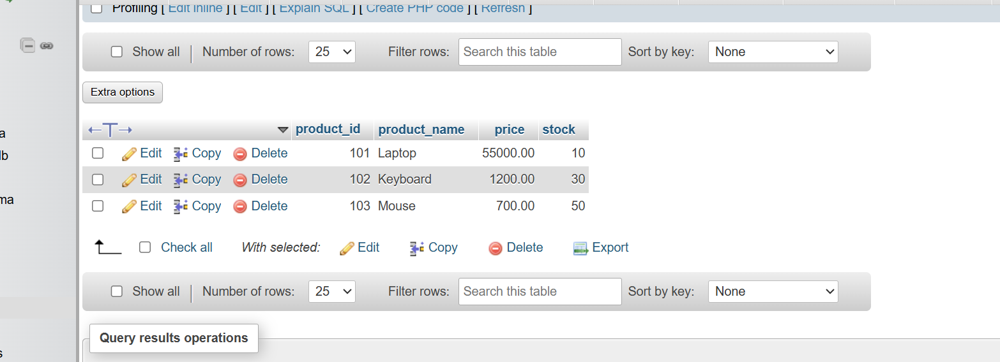 Profiling [ Edit inline ] [ Edit ] [ Explain SQL ] [ Create PHP code ] [ Refresh ]
Show all | Number of rows: 25 Filter rows: Search this table Sort by key: None
Extra options
product_id product_name price stock
Edit Copy Delete 101 Laptop 55000.00 10
Edit Copy Delete 102 Keyboard 1200.00 30
Edit Copy Delete 103 Mouse 700.00 50
Check all With selected: Edit Copy Delete Export
Show all | Number of rows: 25 Filter rows: Search this table Sort by key: None
Query results operations